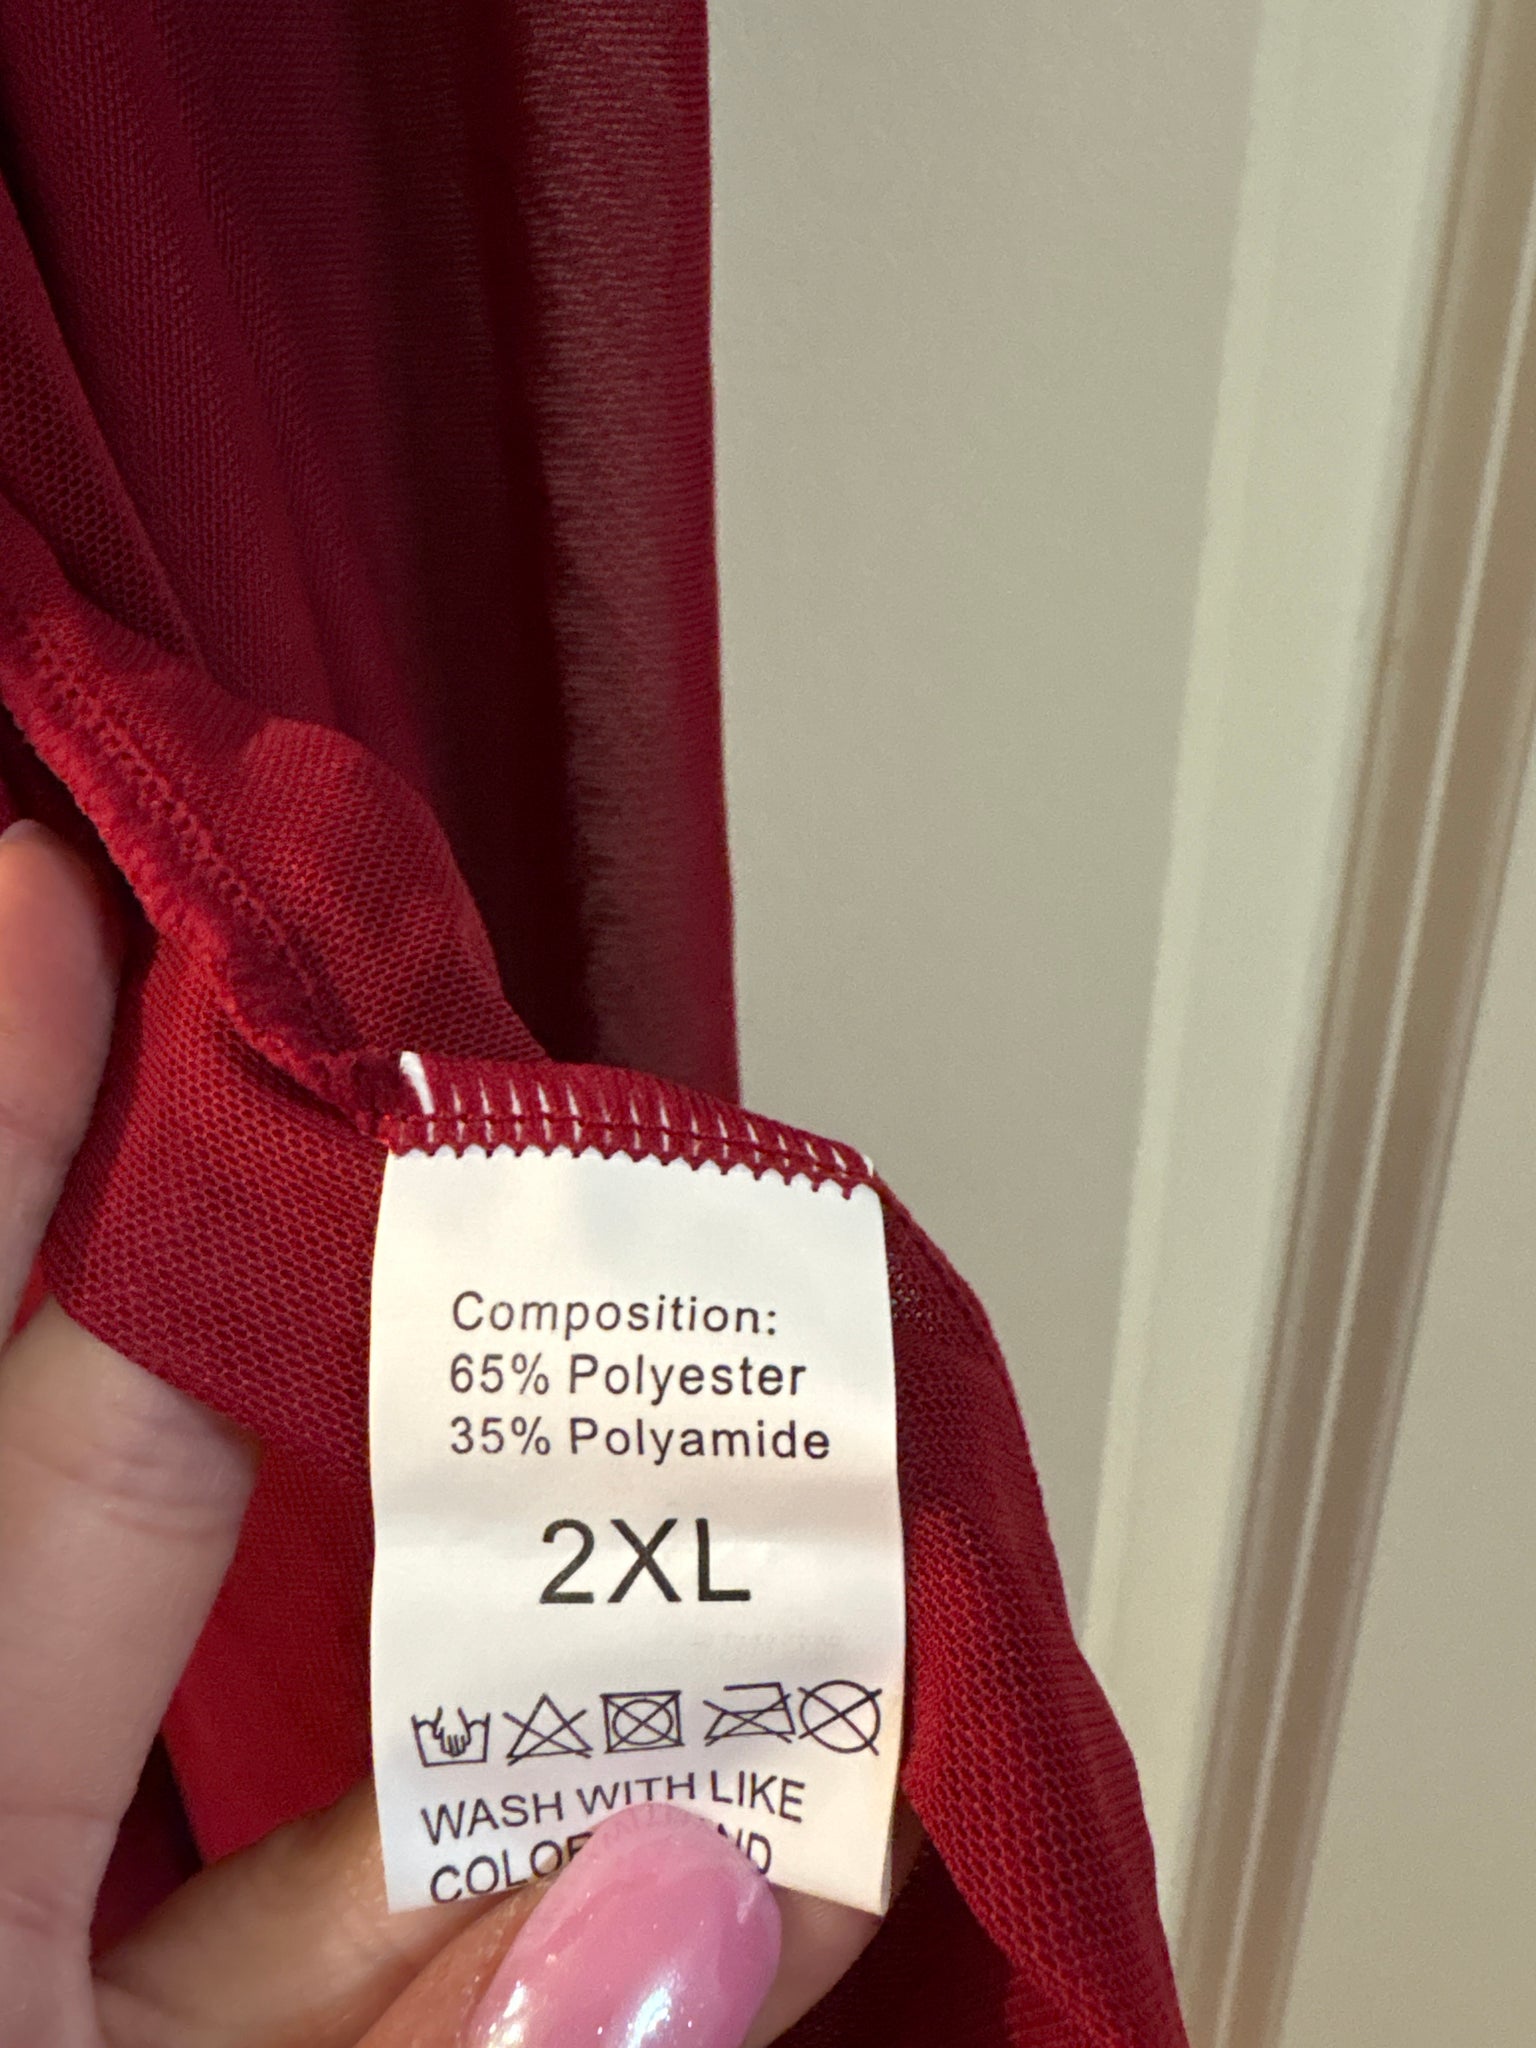 Composition:
65% Polyester
35% Polyamide
2XL
WASH WITH LIKE